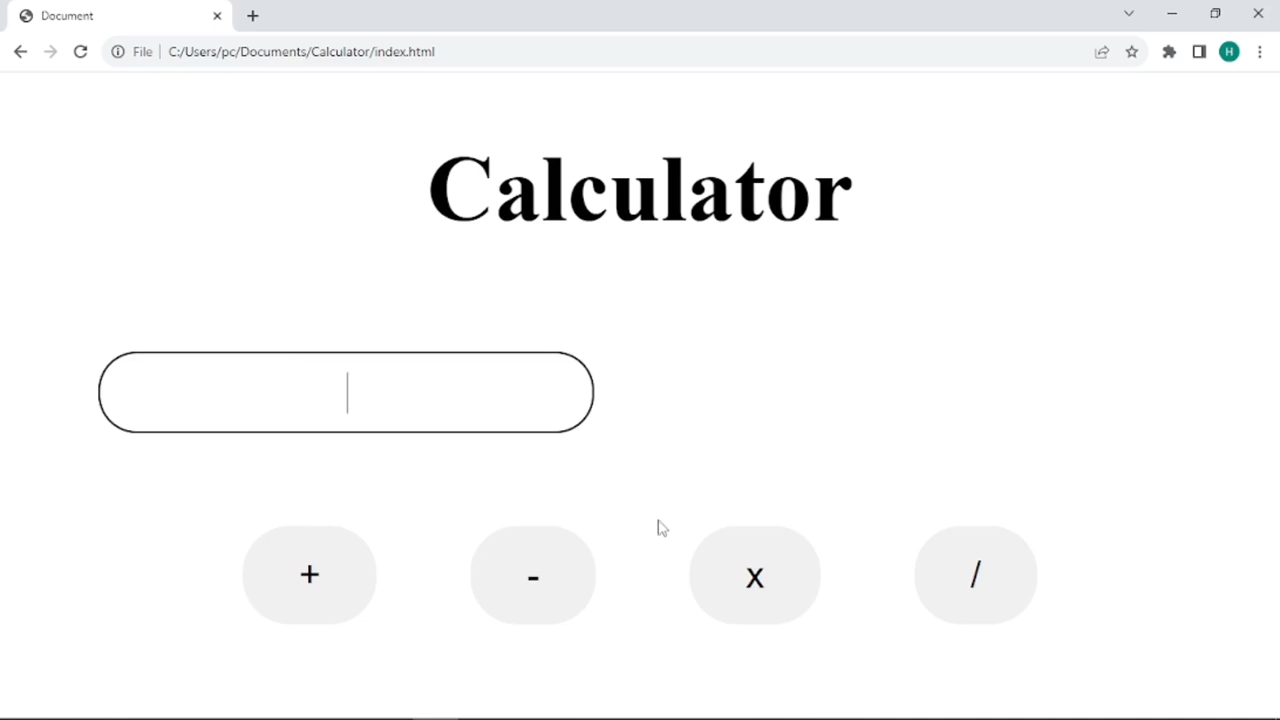 Document
File
C:/Users/pc/Documents/Calculator/index.html
H
Calculator
+ - x /